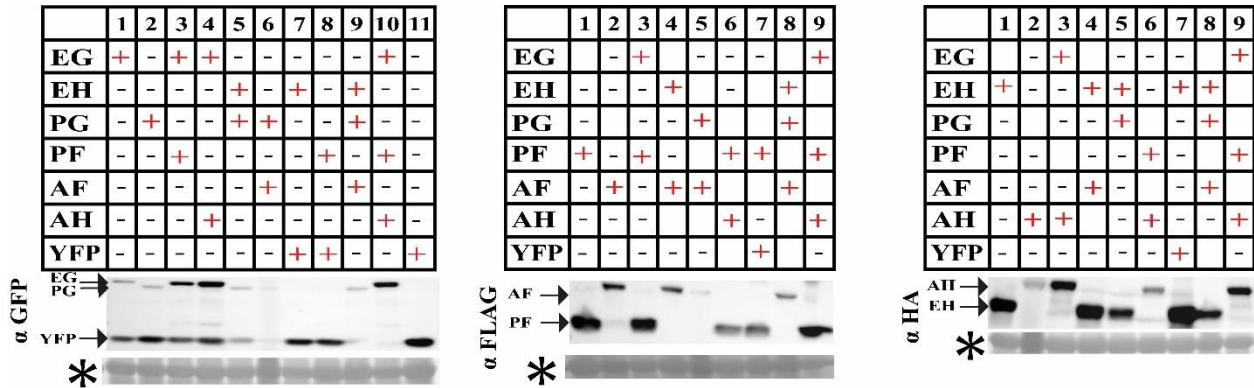 1 2 3 4 5 6 7 8 9 10 11
EG + - + + - - - - - + -
EH - - - - + - + - + - -
PG - + - - + + - - + - -
PF - - + - - - - + - + -
AF - - - - - + - - + - -
AH - - - + - - - - - + -
YFP - - - - - - + + - - +
α GFP
EG
PG
YFP
*
1 2 3 4 5 6 7 8 9
EG - - + - - - - - +
EH - - - + - - - + -
PG - - - - + - - + -
PF + - + - - + + - +
AF - + - + + - - + -
AH - - - - - + - - +
YFP - - - - - - + - -
α FLAG
AF
PF
*
1 2 3 4 5 6 7 8 9
EG - - + - - - - - +
EH + - - + + - + + -
PG - - - - + - - + -
PF - - - - - + - - +
AF - - - + - - - + -
AH - + + - - + - - +
YFP - - - - - - + - -
α HA
AH
EH
*